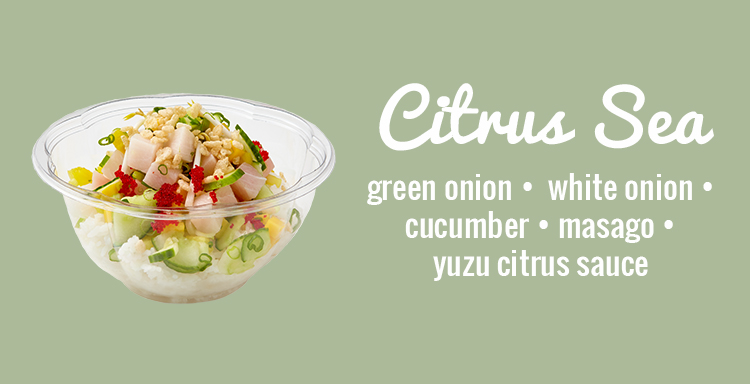 Citrus Sea
green onion • white onion •
cucumber • masago •
yuzu citrus sauce